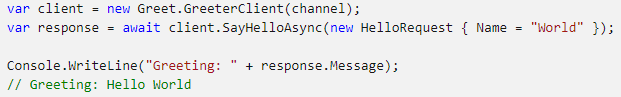 var client = new Greet.GreeterClient(channel);
var response = await client.SayHelloAsync(new HelloRequest { Name = "World" });
Console.WriteLine("Greeting: " + response.Message);
// Greeting: Hello World